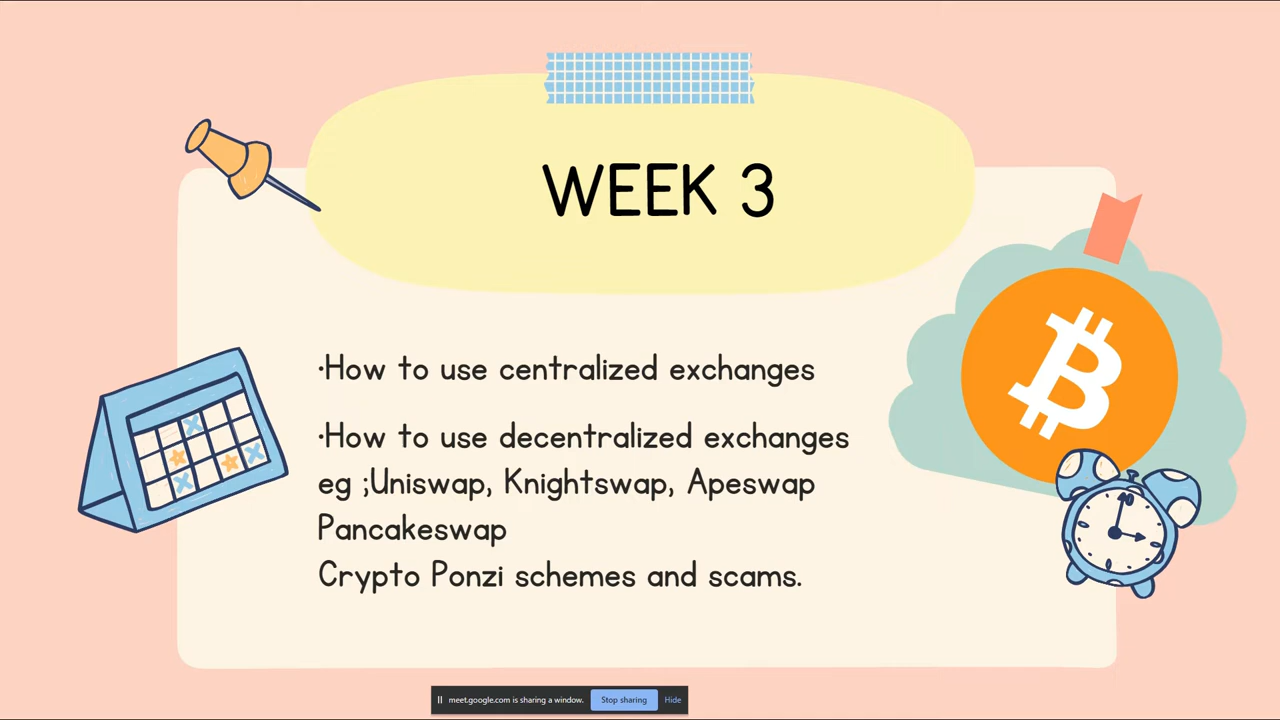 WEEK 3
·How to use centralized exchanges
·How to use decentralized exchanges
eg ;Uniswap, Knightswap, Apeswap
Pancakeswap
Crypto Ponzi schemes and scams.
meet.google.com is sharing a window. Stop sharing Hide